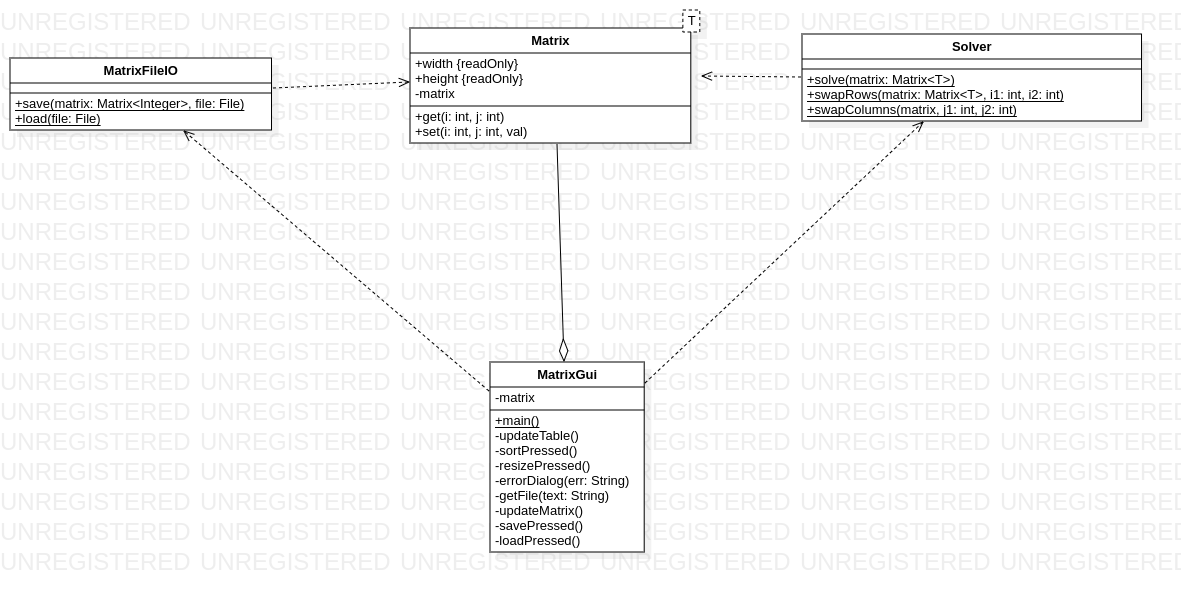 T
Matrix
+width {readOnly}
+height {readOnly}
-matrix
+get(i: int, j: int)
+set(i: int, j: int, val)
MatrixFileIO
+save(matrix: Matrix<Integer>, file: File)
+load(file: File)
Solver
+solve(matrix: Matrix<T>)
+swapRows(matrix: Matrix<T>, i1: int, i2: int)
+swapColumns(matrix, j1: int, j2: int)
MatrixGui
-matrix
+main()
-updateTable()
-sortPressed()
-resizePressed()
-errorDialog(err: String)
-getFile(text: String)
-updateMatrix()
-savePressed()
-loadPressed()
UNREGISTERED UNREGISTERED UNREGISTERED UNREGISTERED UNREGISTERED UNREGISTERED